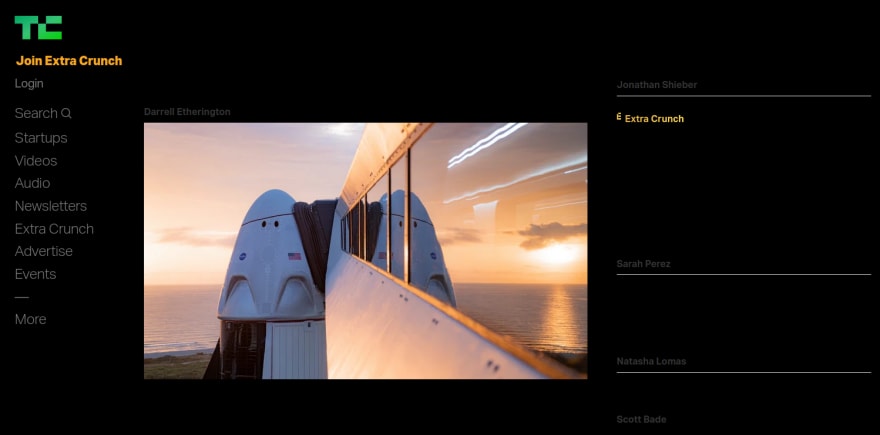 TC
Join Extra Crunch
Login
Search
Startups
Videos
Audio
Newsletters
Extra Crunch
Advertise
Events
—
More
Darrell Etherington
Jonathan Shieber
Extra Crunch
Sarah Perez
Natasha Lomas
Scott Bade